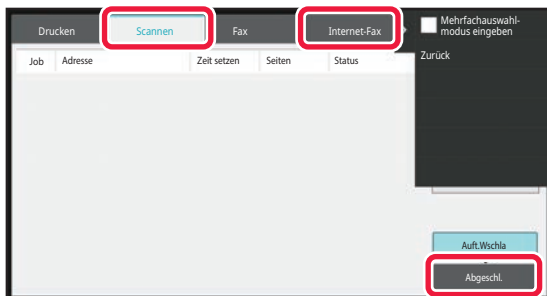 Drucken Scannen Fax Internet-Fax
Mehrfachauswahl-
modus eingeben
Job Adresse Zeit setzen Seiten Status
Zurück
Auft.Wschla
Abgeschl.